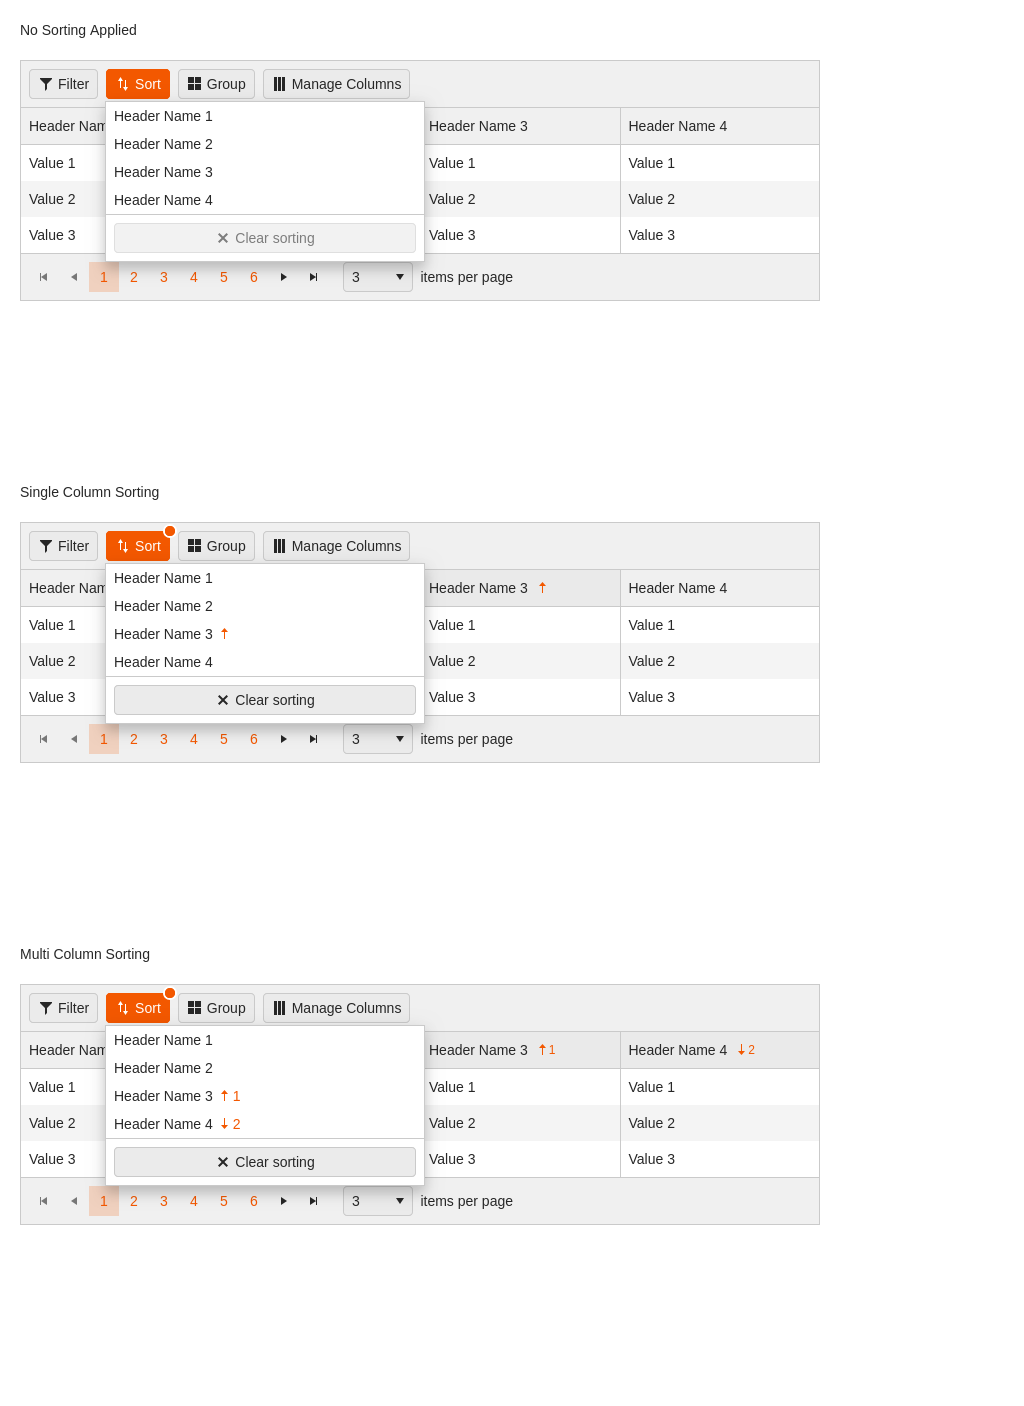 No Sorting Applied
Filter Sort Group Manage Columns
Header Nam Header Name 3 Header Name 4
Header Name 1
Header Name 2
Header Name 3
Header Name 4
Clear sorting
Value 1 Value 1 Value 1
Value 2 Value 2 Value 2
Value 3 Value 3 Value 3
1 2 3 4 5 6 3 items per page
Single Column Sorting
Filter Sort Group Manage Columns
Header Nam Header Name 3 Header Name 4
Header Name 1
Header Name 2
Header Name 3
Header Name 4
Clear sorting
Value 1 Value 1 Value 1
Value 2 Value 2 Value 2
Value 3 Value 3 Value 3
1 2 3 4 5 6 3 items per page
Multi Column Sorting
Filter Sort Group Manage Columns
Header Nam Header Name 3 1 Header Name 4 2
Header Name 1
Header Name 2
Header Name 3 1
Header Name 4 2
Clear sorting
Value 1 Value 1 Value 1
Value 2 Value 2 Value 2
Value 3 Value 3 Value 3
1 2 3 4 5 6 3 items per page